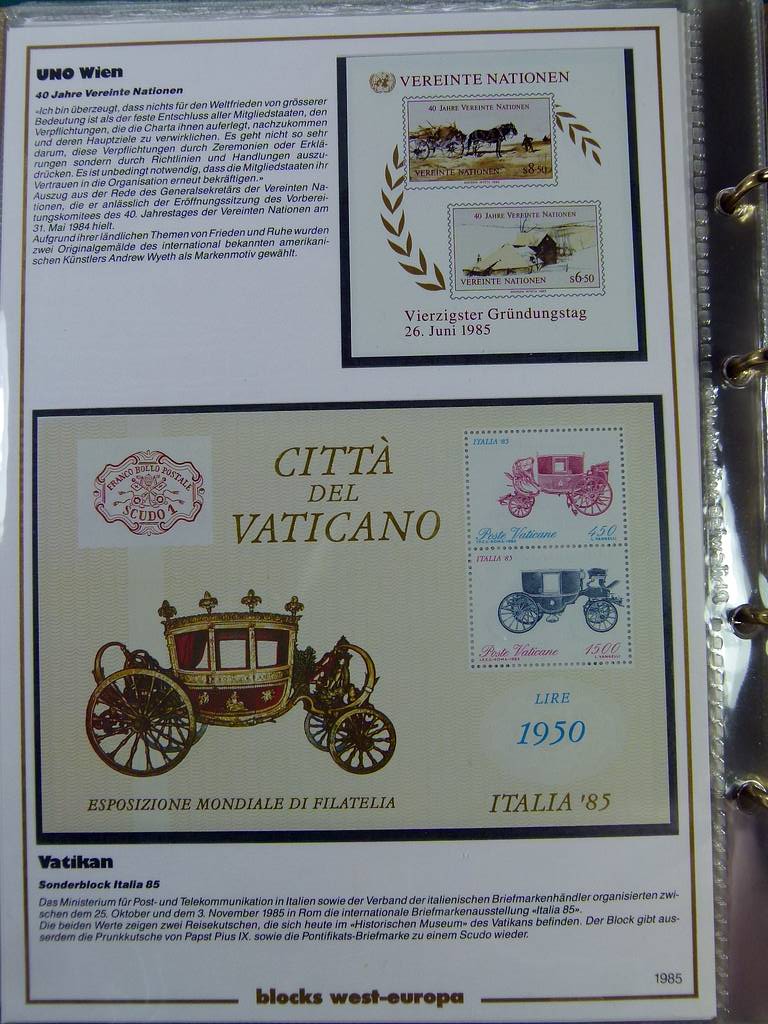 UNO Wien
40 Jahre Vereinte Nationen
«Ich bin überzeugt, dass nichts für den Weltfrieden von grösserer
Bedeutung ist als der feste Entschluss aller Mitgliedstaaten, den
Verpflichtungen, die die Charta ihnen auferlegt, nachzukommen
und deren Hauptziele zu verwirklichen. Es geht nicht so sehr
darum, diese Verpflichtungen durch Zeremonien oder Erklä-
rungen sondern durch Richtlinien und Handlungen auszu-
drücken. Es ist unbedingt notwendig, dass die Mitgliedstaaten ihr
Vertrauen in die Organisation erneut bekräftigen.»
Auszug aus der Rede des Generalsekretärs der Vereinten Na-
tionen, die er anlässlich der Eröffnungssitzung des Vorberei-
tungskomitees des 40. Jahrestages der Vereinten Nationen am
31. Mai 1984 hielt.
Aufgrund ihrer ländlichen Themen von Frieden und Ruhe wurden
zwei Originalgemälde des international bekannten amerikani-
schen Künstlers Andrew Wyeth als Markenmotiv gewählt.
VEREINTE NATIONEN
40 JAHRE VEREINTE NATIONEN
VEREINTE NATIONEN S8·50
40 JAHRE VEREINTE NATIONEN
VEREINTE NATIONEN S6·50
Vierzigster Gründungstag
26. Juni 1985
FRANCO BOLLO POSTALE
SCUDO 1
CITTÀ
DEL
VATICANO
ITALIA '85
Poste Vaticane 450
I.P.Z.S.-ROMA-1985 L. VANGELLI
ITALIA '85
Poste Vaticane 1500
I.P.Z.S.-ROMA-1985 L. VANGELLI
LIRE
1950
ESPOSIZIONE MONDIALE DI FILATELIA
ITALIA '85
Vatikan
Sonderblock Italia 85
Das Ministerium für Post- und Telekommunikation in Italien sowie der Verband der italienischen Briefmarkenhändler organisierten zwi-
schen dem 25. Oktober und dem 3. November 1985 in Rom die internationale Briefmarkenausstellung «Italia 85».
Die beiden Werte zeigen zwei Reisekutschen, die sich heute im «Historischen Museum» des Vatikans befinden. Der Block gibt aus-
serdem die Prunkkutsche von Papst Pius IX. sowie die Pontifikats-Briefmarke zu einem Scudo wieder.
1985
blocks west-europa